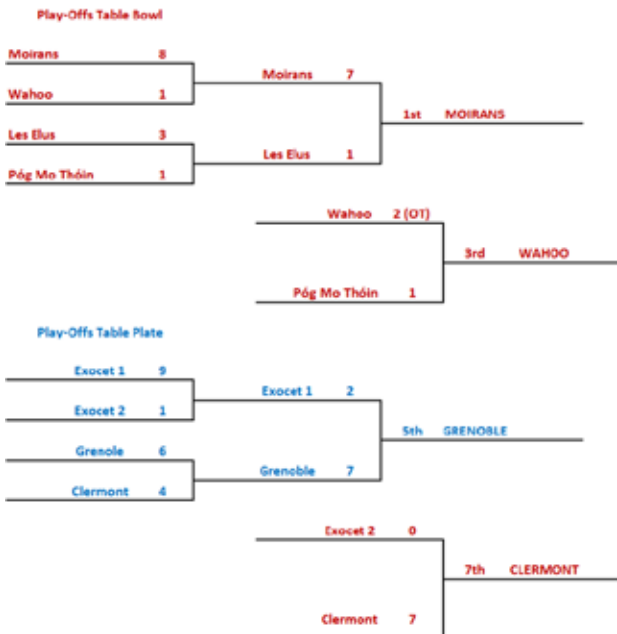 Play-Offs Table Bowl
Moirans 8
Wahoo 1
Moirans 7
Les Elus 3
Póg Mo Thóin 1
Les Elus 1
1st MOIRANS
Wahoo 2 (OT)
Póg Mo Thóin 1
3rd WAHOO
Play-Offs Table Plate
Exocet 1 9
Exocet 2 1
Exocet 1 2
Grenole 6
Clermont 4
Grenoble 7
5th GRENOBLE
Exocet 2 0
Clermont 7
7th CLERMONT